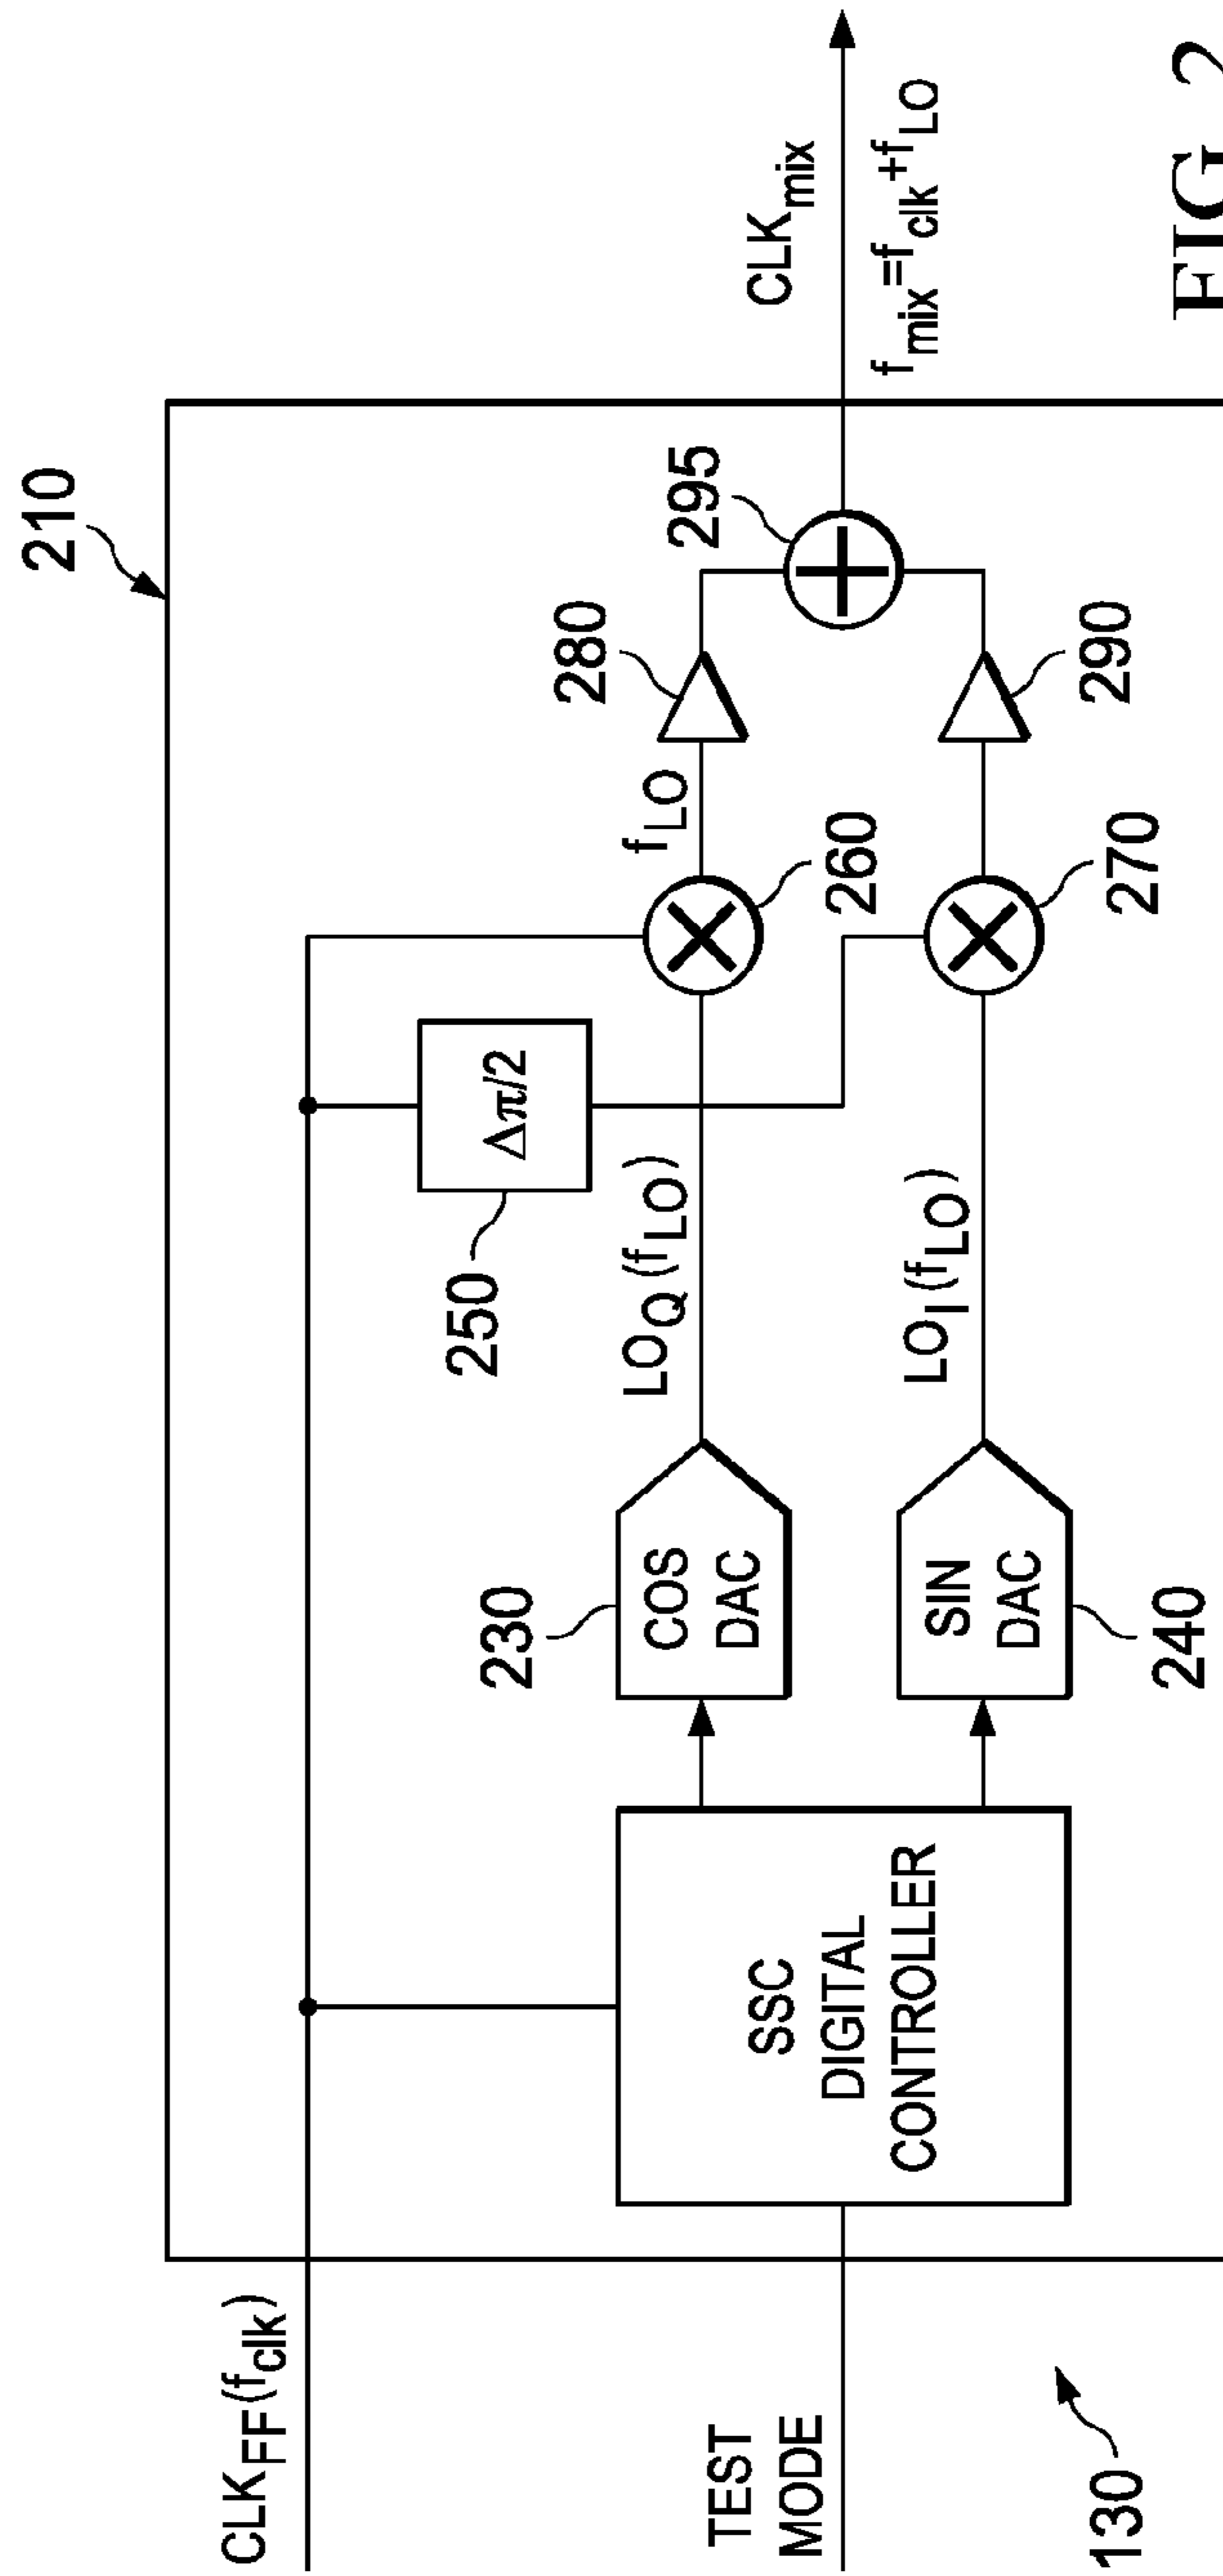 210
CLK_FF(f_clk)
TEST
MODE
130
SSC
DIGITAL
CONTROLLER
230
COS
DAC
SIN
DAC
240
250
Δπ/2
LO_Q (f_LO)
LO_I (f_LO)
260
270
f_LO
280
290
295
CLK_mix
f_mix=f_clk+f_LO
FIG. 2